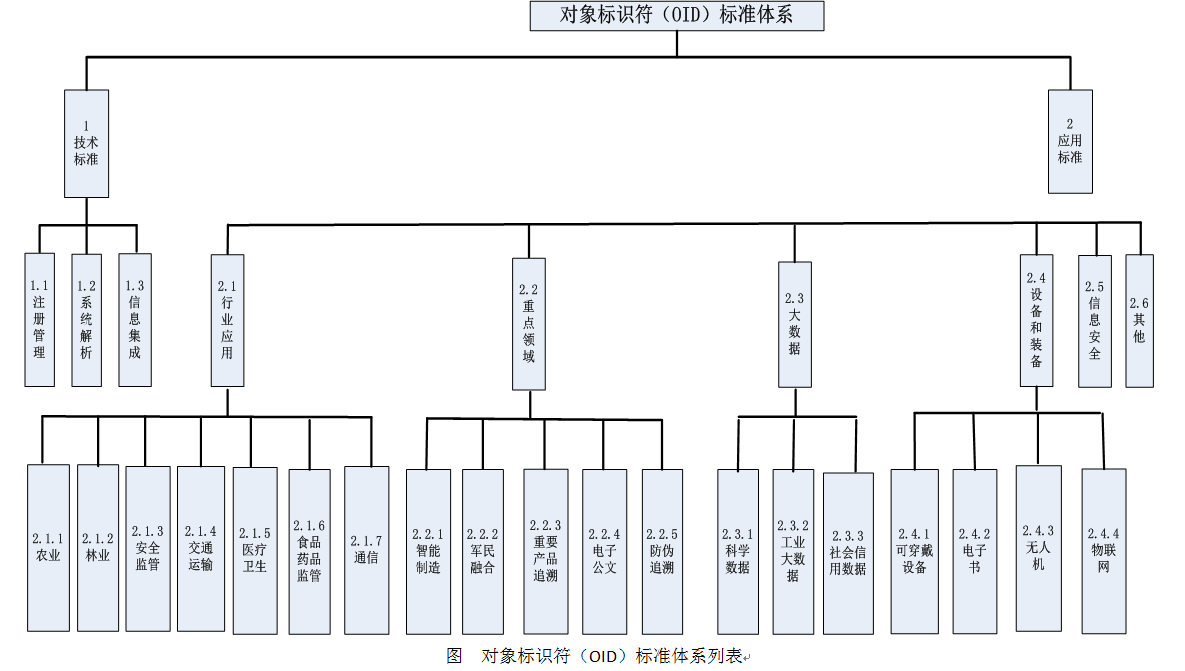 对象标识符（OID）标准体系
1
技术
标准
2
应用
标准
1.1
注
册
管
理
1.2
系
统
解
析
1.3
信
息
集
成
2.1
行
业
应
用
2.2
重
点
领
域
2.3
大
数
据
2.4
设
备
和
装
备
2.5
信
息
安
全
2.6
其
他
2.1.1
农业
2.1.2
林业
2.1.3
安全
监管
2.1.4
交通
运输
2.1.5
医疗
卫生
2.1.6
食品
药品
监管
2.1.7
通信
2.2.1
智能
制造
2.2.2
军民
融合
2.2.3
重要
产品
追溯
2.2.4
电子
公文
2.2.5
防伪
追溯
2.3.1
科学
数据
2.3.2
工业
大数
据
2.3.3
社会信
用数据
2.4.1
可穿戴
设备
2.4.2
电子
书
2.4.3
无人
机
2.4.4
物联
网
图 对象标识符（OID）标准体系列表